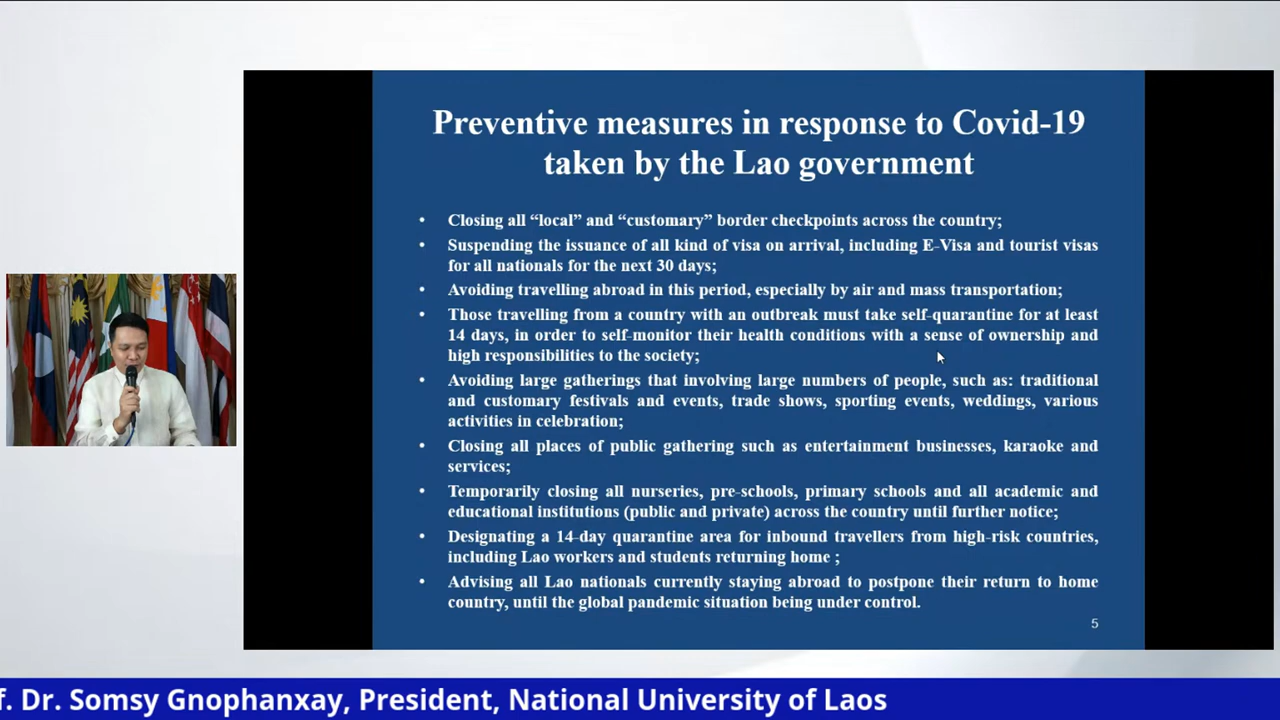 Preventive measures in response to Covid-19
taken by the Lao government
• Closing all “local” and “customary” border checkpoints across the country;
• Suspending the issuance of all kind of visa on arrival, including E-Visa and tourist visas
for all nationals for the next 30 days;
• Avoiding travelling abroad in this period, especially by air and mass transportation;
• Those travelling from a country with an outbreak must take self-quarantine for at least
14 days, in order to self-monitor their health conditions with a sense of ownership and
high responsibilities to the society;
• Avoiding large gatherings that involving large numbers of people, such as: traditional
and customary festivals and events, trade shows, sporting events, weddings, various
activities in celebration;
• Closing all places of public gathering such as entertainment businesses, karaoke and
services;
• Temporarily closing all nurseries, pre-schools, primary schools and all academic and
educational institutions (public and private) across the country until further notice;
• Designating a 14-day quarantine area for inbound travellers from high-risk countries,
including Lao workers and students returning home ;
• Advising all Lao nationals currently staying abroad to postpone their return to home
country, until the global pandemic situation being under control.
5
f. Dr. Somsy Gnophanxay, President, National University of Laos